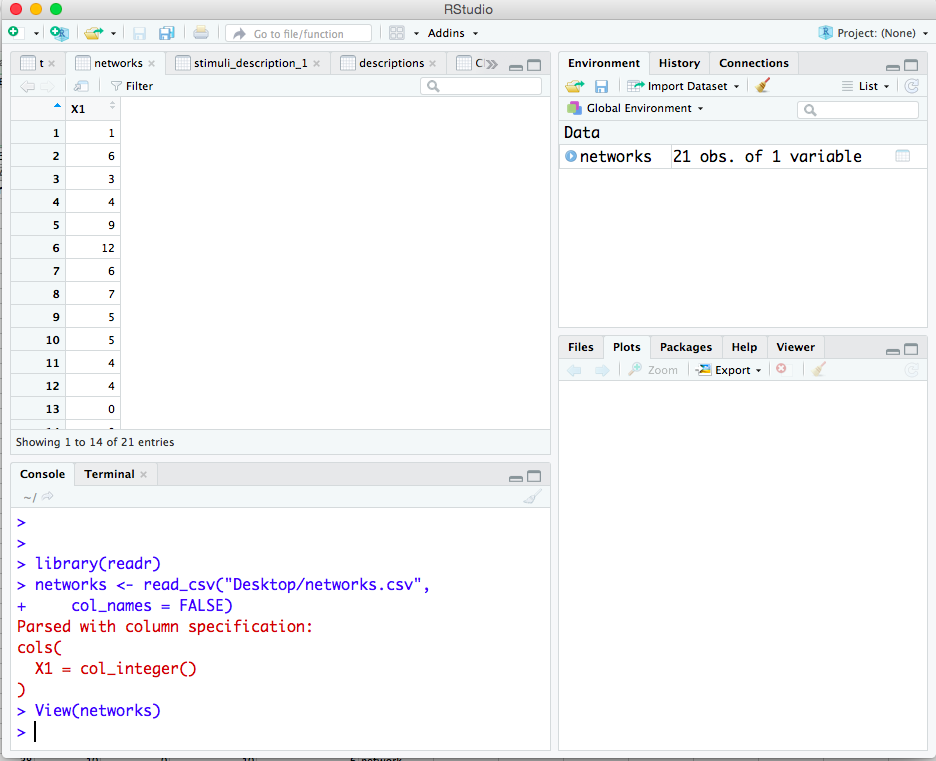 RStudio
Go to file/function
Addins
Project: (None)
t
networks
stimuli_description_1
descriptions
Filter
X1
1 1
2 6
3 3
4 4
5 9
6 12
7 6
8 7
9 5
10 5
11 4
12 4
13 0
Showing 1 to 14 of 21 entries
Console Terminal
~/
>
>
> library(readr)
> networks <- read_csv("Desktop/networks.csv",
+     col_names = FALSE)
Parsed with column specification:
cols(
  X1 = col_integer()
)
> View(networks)
>
Environment History Connections
Import Dataset List
Global Environment
Data
networks 21 obs. of 1 variable
Files Plots Packages Help Viewer
Zoom Export